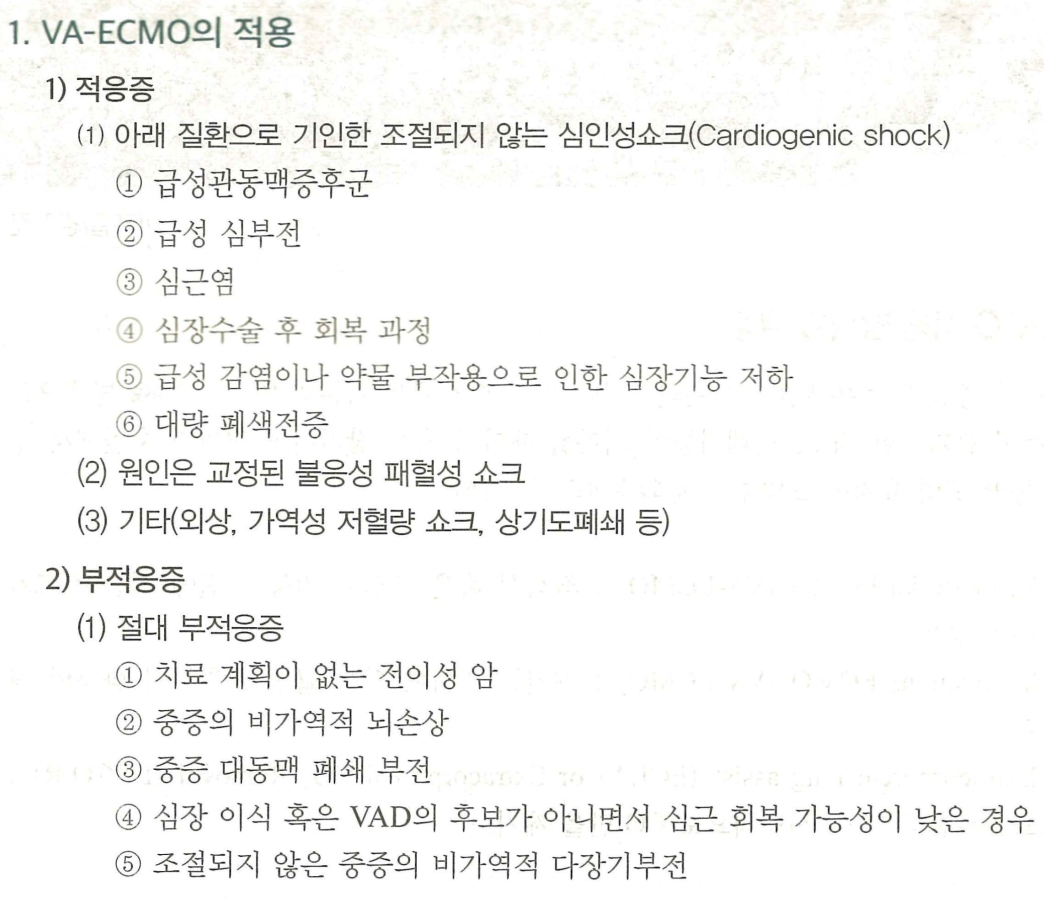 1. VA-ECMO의 적용
1) 적응증
(1) 아래 질환으로 기인한 조절되지 않는 심인성쇼크(Cardiogenic shock)
① 급성관동맥증후군
② 급성 심부전
③ 심근염
④ 심장수술 후 회복 과정
⑤ 급성 감염이나 약물 부작용으로 인한 심장기능 저하
⑥ 대량 폐색전증
(2) 원인은 교정된 불응성 패혈성 쇼크
(3) 기타(외상, 가역성 저혈량 쇼크, 상기도폐쇄 등)
2) 부적응증
(1) 절대 부적응증
① 치료 계획이 없는 전이성 암
② 중증의 비가역적 뇌손상
③ 중증 대동맥 폐쇄 부전
④ 심장 이식 혹은 VAD의 후보가 아니면서 심근 회복 가능성이 낮은 경우
⑤ 조절되지 않은 중증의 비가역적 다장기부전